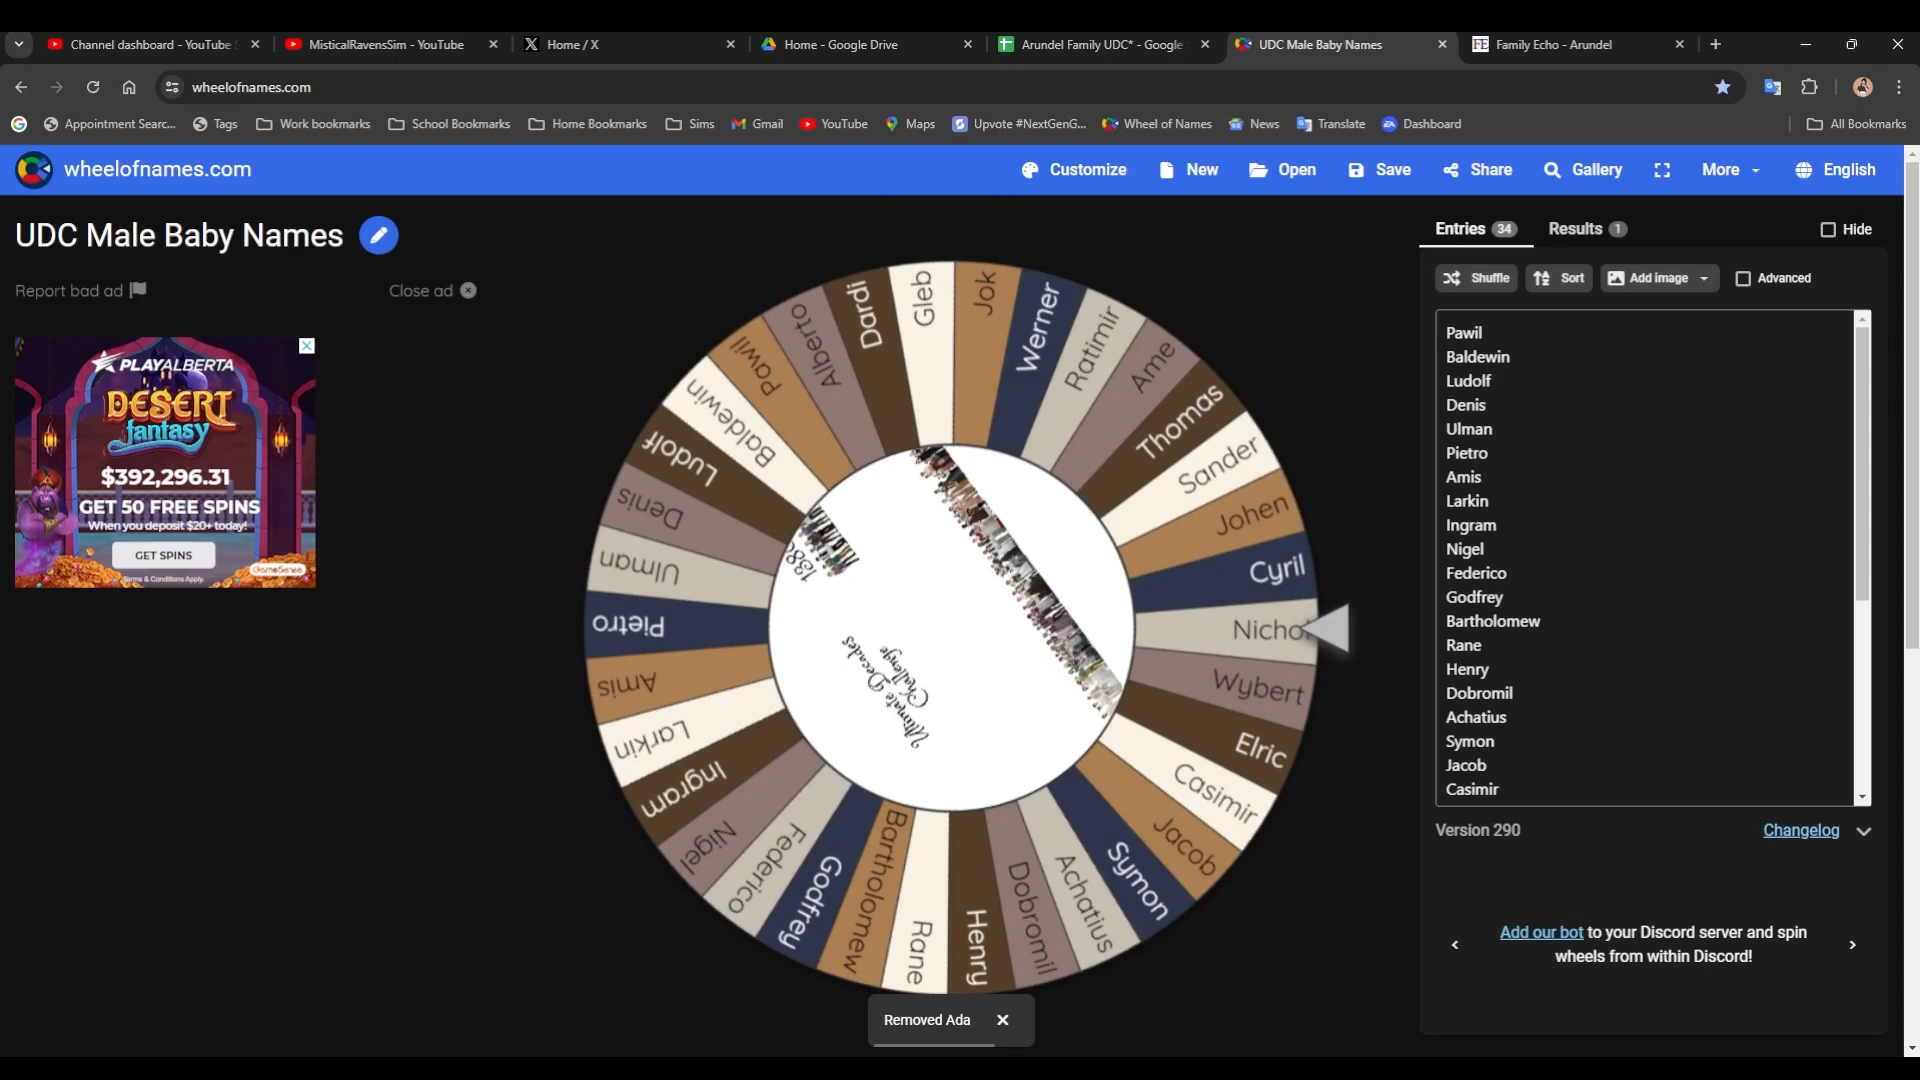 Channel dashboard - YouTube
MisticalRavensSim - YouTube
Home / X
Home - Google Drive
Arundel Family UDC* - Google
UDC Male Baby Names
Family Echo - Arundel
wheelofnames.com
Appointment Searc...
Tags
Work bookmarks
School Bookmarks
Home Bookmarks
Sims
Gmail
YouTube
Maps
Upvote #NextGenG...
Wheel of Names
News
Translate
Dashboard
All Bookmarks
wheelofnames.com
Customize
New
Open
Save
Share
Gallery
More
English
UDC Male Baby Names
Report bad ad
Close ad
PLAYALBERTA
DESERT
fantasy
$392,296.31
GET 50 FREE SPINS
When you deposit $20+ today!
GET SPINS
GameSense
Terms & Conditions Apply.
Gleb
Jok
Werner
Ratimir
Ame
Thomas
Sander
Johen
Cyril
Nichol
Wybert
Elric
Casimir
Jacob
Symon
Achatius
Dobromil
Henry
Rane
Bartholomew
Godfrey
Federico
Nigel
Ingram
Larkin
Amis
Pietro
Ulman
Denis
Ludolf
Baldewin
Pawil
Alberto
Dardi
Ultimate Decades
Challenge
Removed Ada
Entries 34
Results 1
Hide
Shuffle
Sort
Add image
Advanced
Pawil
Baldewin
Ludolf
Denis
Ulman
Pietro
Amis
Larkin
Ingram
Nigel
Federico
Godfrey
Bartholomew
Rane
Henry
Dobromil
Achatius
Symon
Jacob
Casimir
Version 290
Changelog
Add our bot to your Discord server and spin
wheels from within Discord!